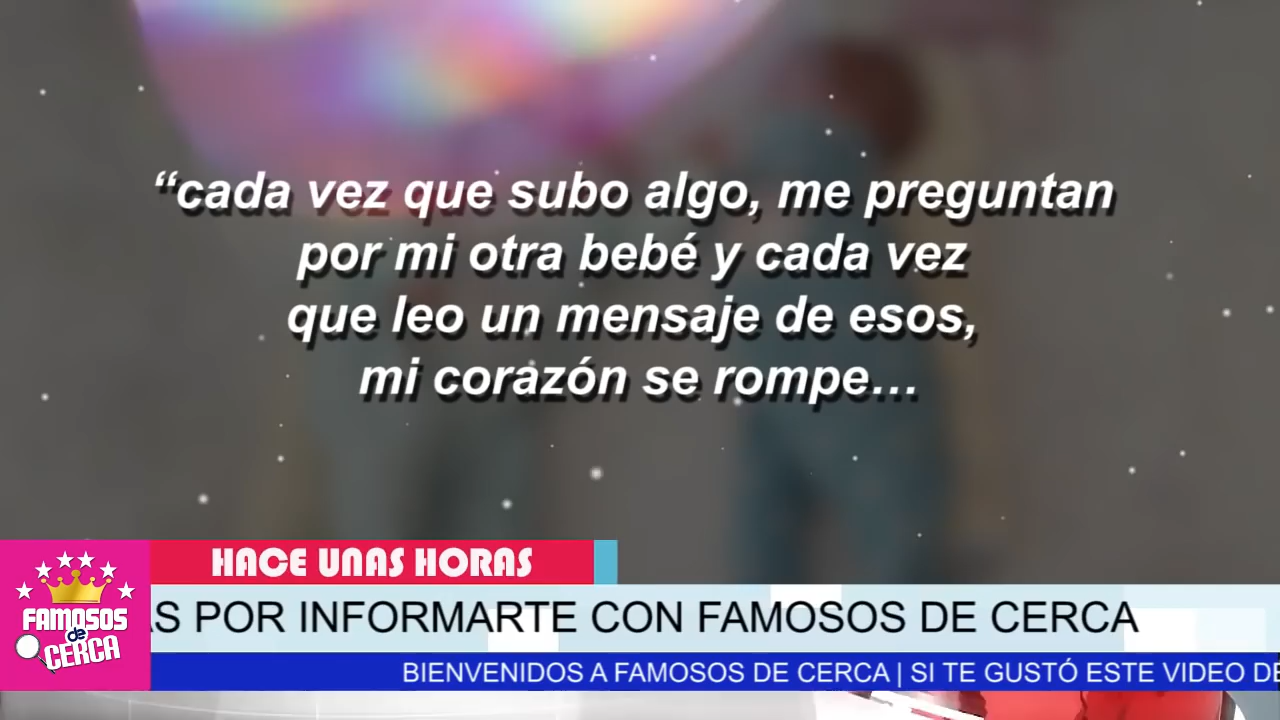 “cada vez que subo algo, me preguntan
por mi otra bebé y cada vez
que leo un mensaje de esos,
mi corazón se rompe...
HACE UNAS HORAS
FAMOSOS
de
CERCA
AS POR INFORMARTE CON FAMOSOS DE CERCA
BIENVENIDOS A FAMOSOS DE CERCA | SI TE GUSTÓ ESTE VIDEO DE